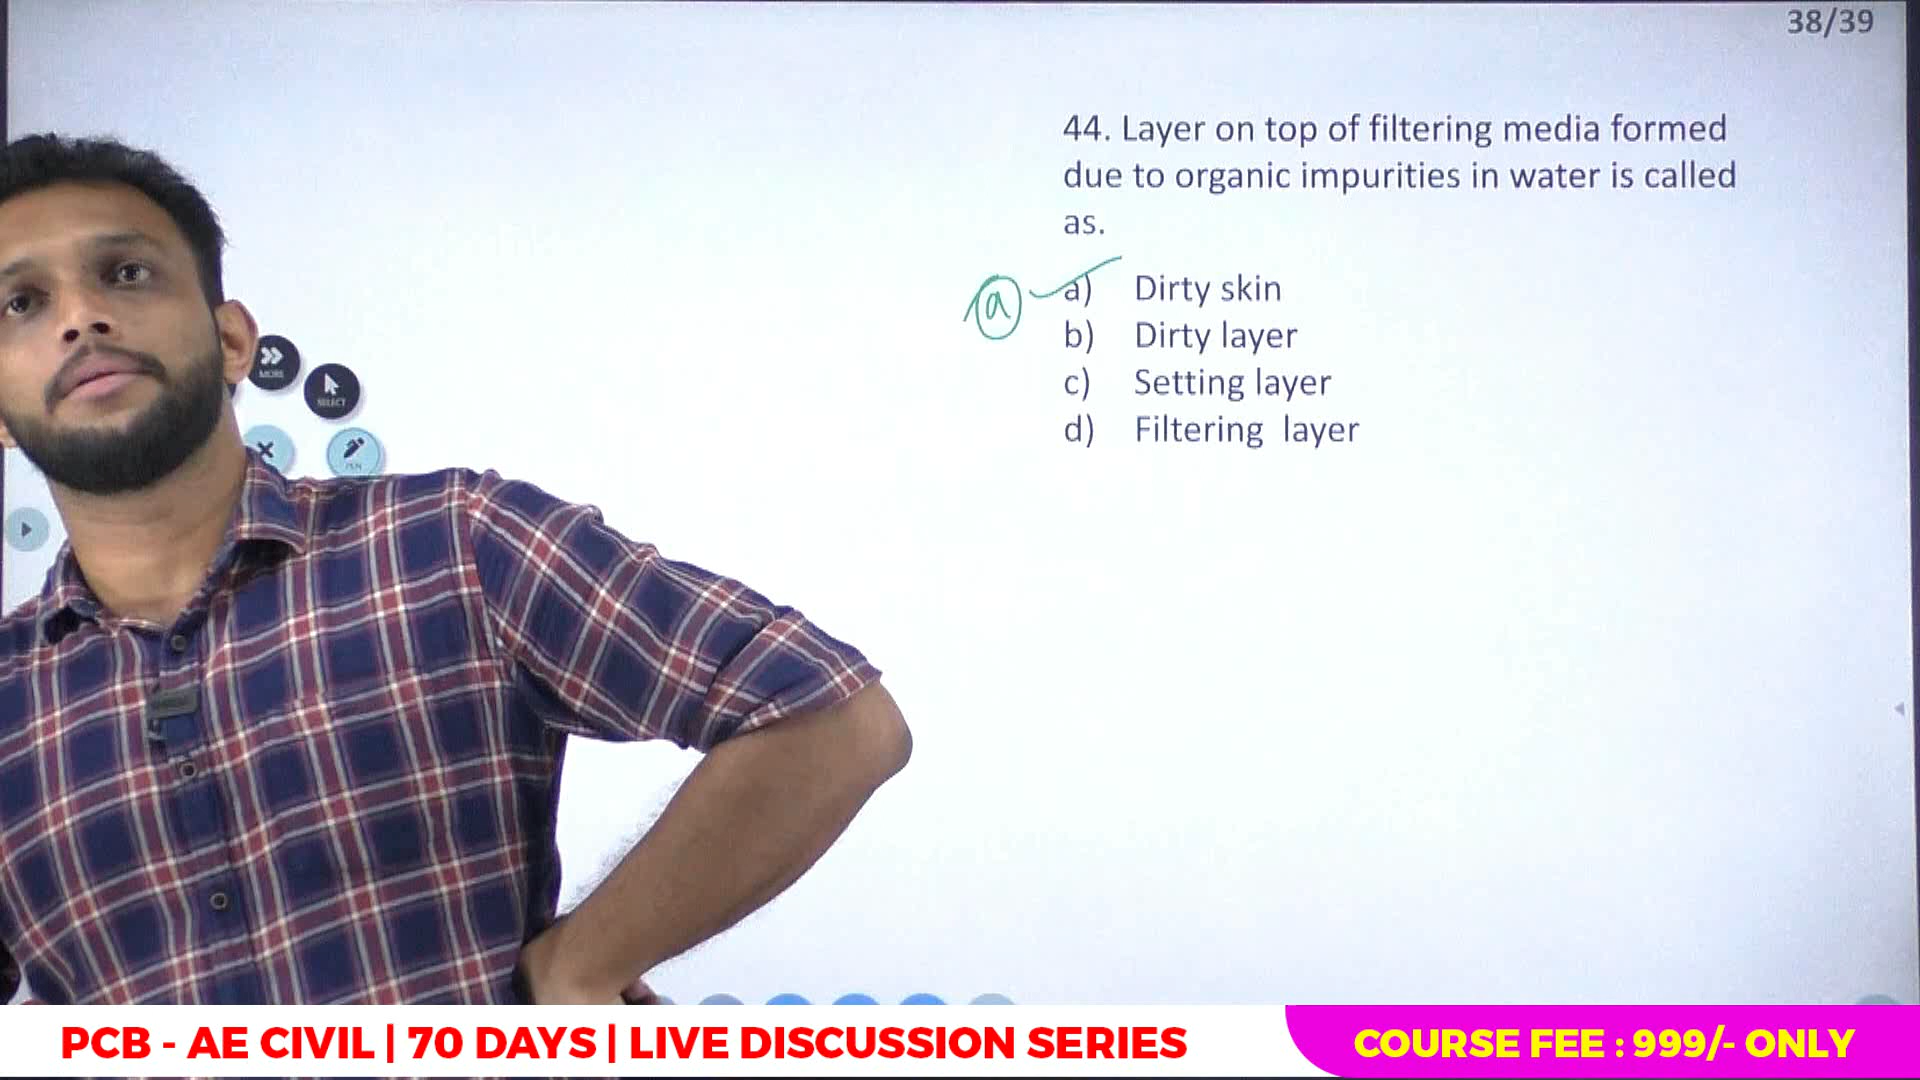 38/39
44. Layer on top of filtering media formed
due to organic impurities in water is called
as.
a a) Dirty skin
b) Dirty layer
c) Setting layer
d) Filtering layer
MORE
SELECT
PEN
PCB - AE CIVIL | 70 DAYS | LIVE DISCUSSION SERIES
COURSE FEE : 999/- ONLY